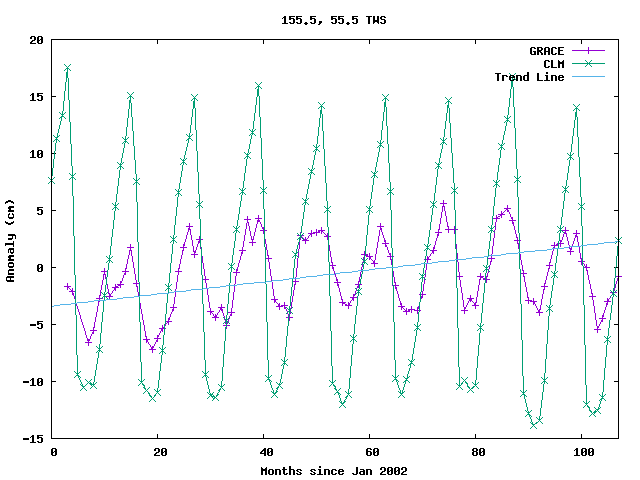 155.5, 55.5 TWS
GRACE
CLM
Trend Line
20
15
10
5
0
-5
-10
-15
Anomaly (cm)
0 20 40 60 80 100
Months since Jan 2002